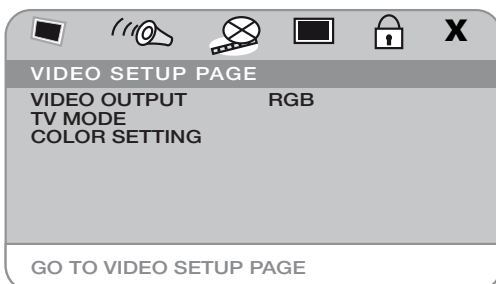 X
VIDEO SETUP PAGE
VIDEO OUTPUT RGB
TV MODE
COLOR SETTING
GO TO VIDEO SETUP PAGE